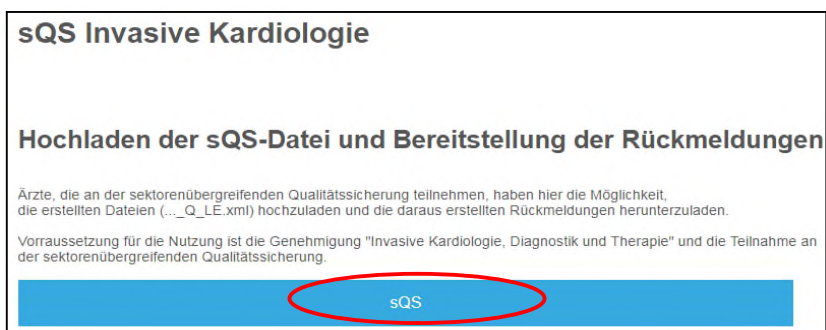 sQS Invasive Kardiologie
Hochladen der sQS-Datei und Bereitstellung der Rückmeldungen
Ärzte, die an der sektorenübergreifenden Qualitätssicherung teilnehmen, haben hier die Möglichkeit,
die erstellten Dateien (..._Q_LE.xml) hochzuladen und die daraus erstellten Rückmeldungen herunterzuladen.
Vorraussetzung für die Nutzung ist die Genehmigung "Invasive Kardiologie, Diagnostik und Therapie" und die Teilnahme an
der sektorenübergreifenden Qualitätssicherung.
sQS